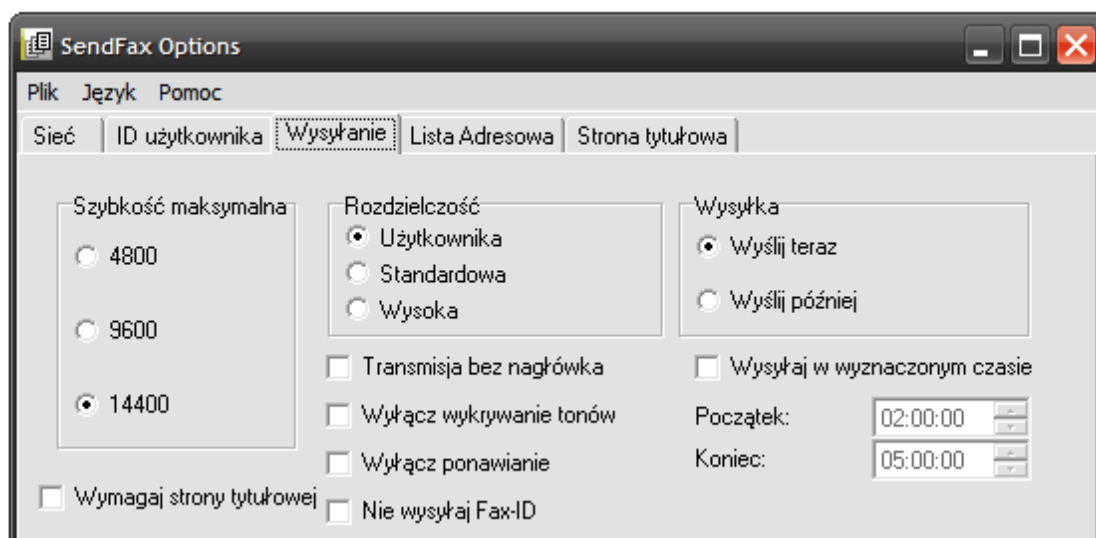 SendFax Options
Plik Język Pomoc
Sieć ID użytkownika Wysyłanie Lista Adresowa Strona tytułowa
Szybkość maksymalna
4800
9600
14400
Wymagaj strony tytułowej
Rozdzielczość
Użytkownika
Standardowa
Wysoka
Transmisja bez nagłówka
Wyłącz wykrywanie tonów
Wyłącz ponawianie
Nie wysyłaj Fax-ID
Wysyłka
Wyślij teraz
Wyślij później
Wysyłaj w wyznaczonym czasie
Początek: 02:00:00
Koniec: 05:00:00